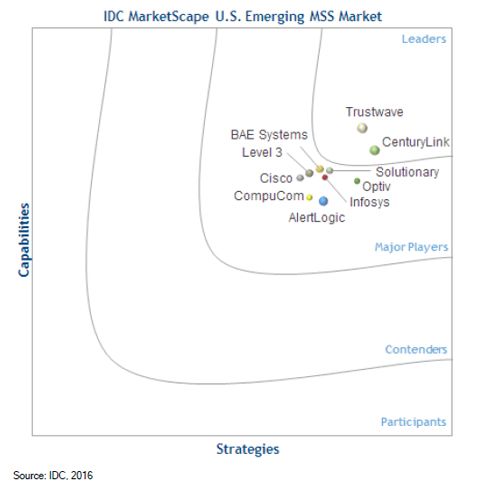 IDC MarketScape U.S. Emerging MSS Market
Leaders
Trustwave
BAE Systems
CenturyLink
Level 3
Solutionary
Cisco
Optiv
CompuCom
Infosys
AlertLogic
Capabilities
Major Players
Contenders
Participants
Strategies
Source: IDC, 2016